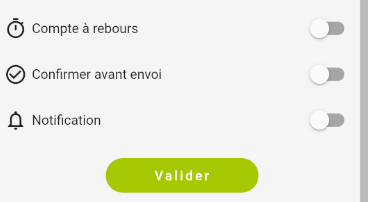 Compte à rebours
Confirmer avant envoi
Notification
Valider